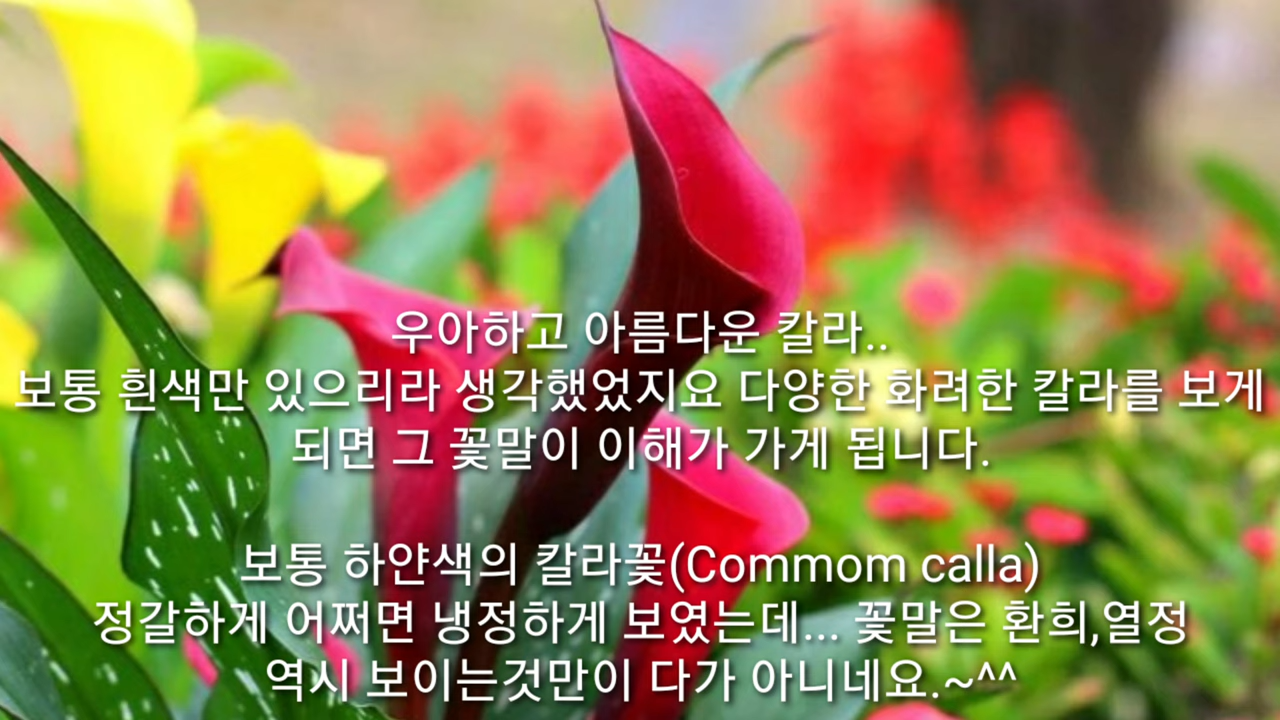 우아하고 아름다운 칼라..
보통 흰색만 있으리라 생각했었지요 다양한 화려한 칼라를 보게
되면 그 꽃말이 이해가 가게 됩니다.
보통 하얀색의 칼라꽃(Commom calla)
정갈하게 어쩌면 냉정하게 보였는데... 꽃말은 환희,열정
역시 보이는것만이 다가 아니네요.~^^